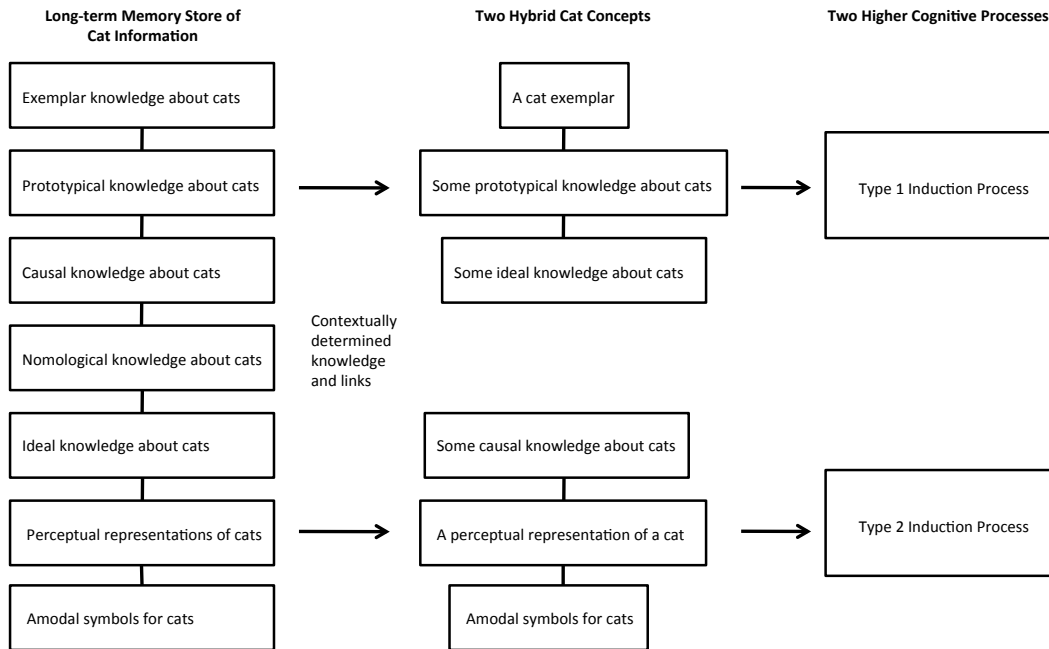 Long-term Memory Store of
Cat Information
Two Hybrid Cat Concepts
Two Higher Cognitive Processes
Exemplar knowledge about cats
A cat exemplar
Prototypical knowledge about cats
Some prototypical knowledge about cats
Type 1 Induction Process
Causal knowledge about cats
Some ideal knowledge about cats
Nomological knowledge about cats
Contextually
determined
knowledge
and links
Ideal knowledge about cats
Some causal knowledge about cats
Perceptual representations of cats
A perceptual representation of a cat
Type 2 Induction Process
Amodal symbols for cats
Amodal symbols for cats